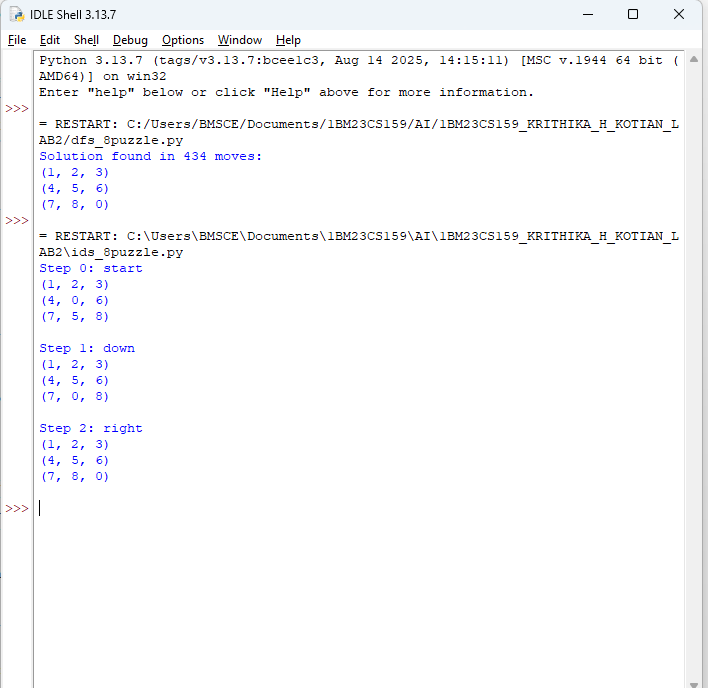 IDLE Shell 3.13.7
File Edit Shell Debug Options Window Help
Python 3.13.7 (tags/v3.13.7:bcee1c3, Aug 14 2025, 14:15:11) [MSC v.1944 64 bit (
AMD64)] on win32
Enter "help" below or click "Help" above for more information.
>>>
= RESTART: C:/Users/BMSCE/Documents/1BM23CS159/AI/1BM23CS159_KRITHIKA_H_KOTIAN_L
AB2/dfs_8puzzle.py
Solution found in 434 moves:
(1, 2, 3)
(4, 5, 6)
(7, 8, 0)
>>>
= RESTART: C:\Users\BMSCE\Documents\1BM23CS159\AI\1BM23CS159_KRITHIKA_H_KOTIAN_L
AB2\ids_8puzzle.py
Step 0: start
(1, 2, 3)
(4, 0, 6)
(7, 5, 8)
Step 1: down
(1, 2, 3)
(4, 5, 6)
(7, 0, 8)
Step 2: right
(1, 2, 3)
(4, 5, 6)
(7, 8, 0)
>>>